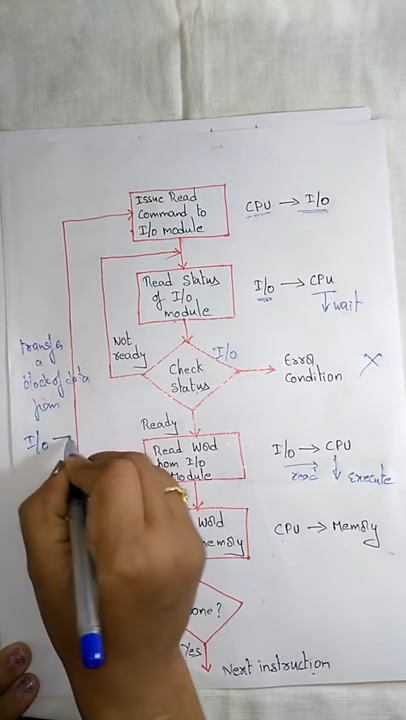 Issue Read
Command to
I/o module
CPU → I/o
Read Status
of I/o
module
I/o → CPU
↓ wait
Not
ready
I/o
Check
Status
Error
Condition
X
transfer
a
block of data
from
I/o →
Ready
Read Word
from I/o
Module
I/o → CPU
read
↓ execute
Word
memory
CPU → Memory
one?
Yes
Next instruction